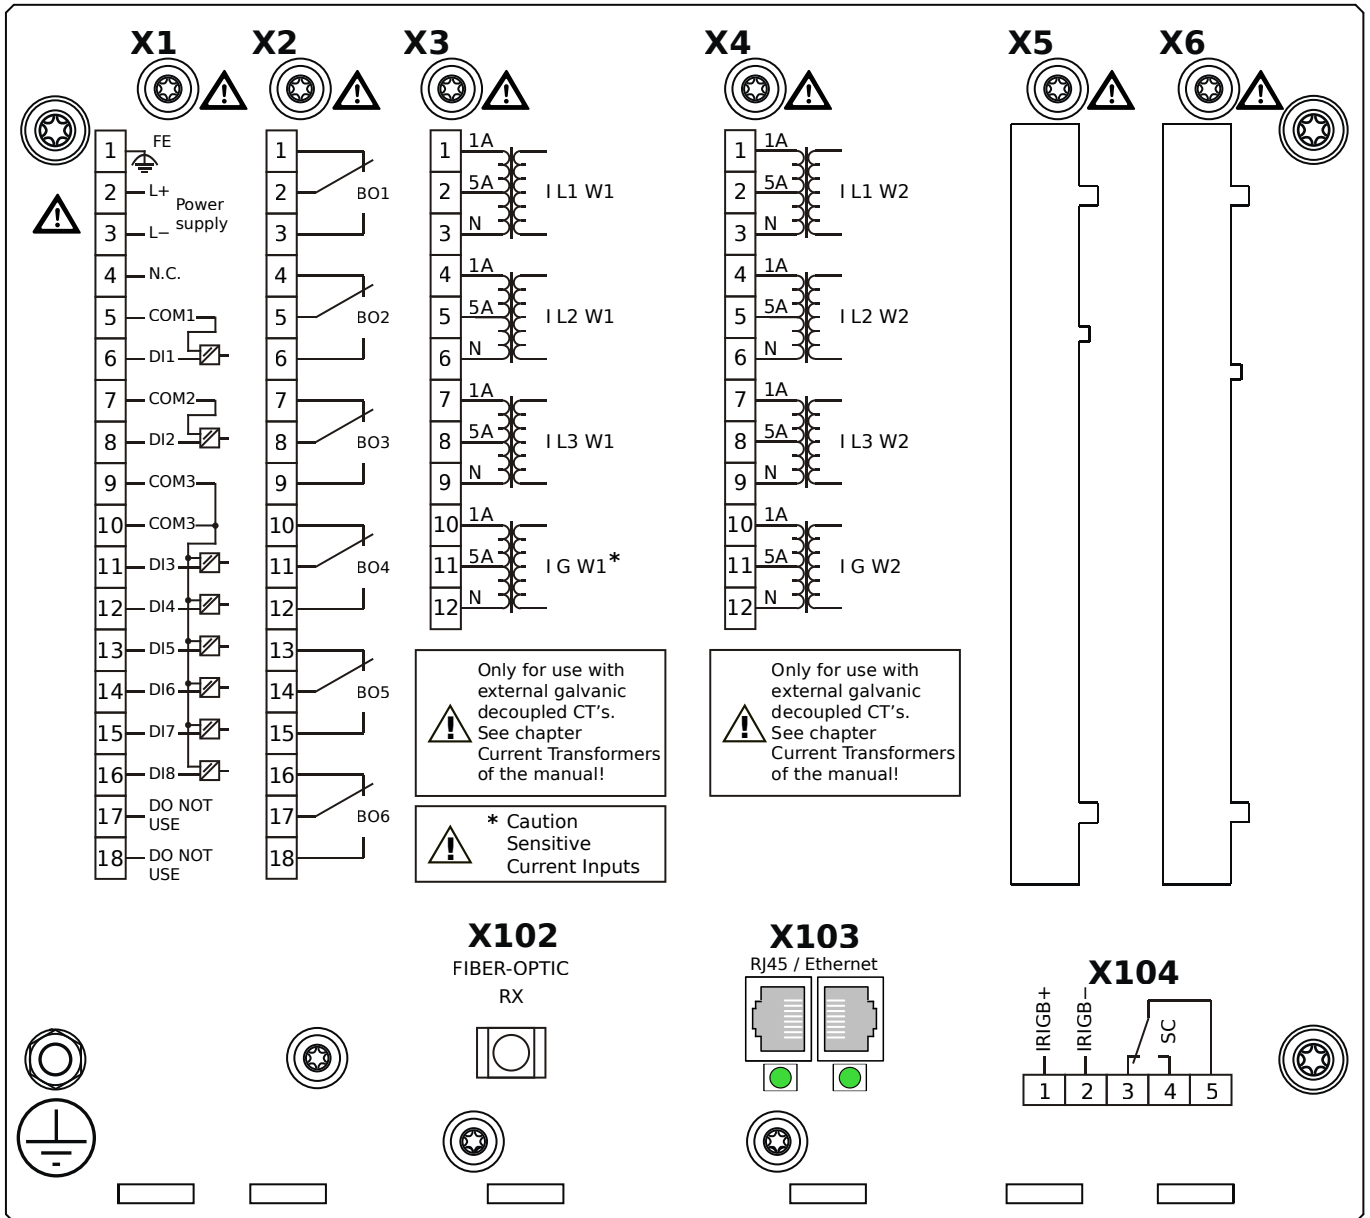 X1 X2 X3 X4 X5 X6
1 FE
2 L+
Power
supply
3 L−
4 N.C.
5 COM1
6 DI1
7 COM2
8 DI2
9 COM3
10 COM3
11 DI3
12 DI4
13 DI5
14 DI6
15 DI7
16 DI8
17 DO NOT
USE
18 DO NOT
USE
1
2 BO1
3
4
5 BO2
6
7
8 BO3
9
10
11 BO4
12
13
14 BO5
15
16
17 BO6
18
1 1A
2 5A I L1 W1
3 N
4 1A
5 5A I L2 W1
6 N
7 1A
8 5A I L3 W1
9 N
10 1A
11 5A I G W1*
12 N
Only for use with
external galvanic
decoupled CT's.
See chapter
Current Transformers
of the manual!
* Caution
Sensitive
Current Inputs
1 1A
2 5A I L1 W2
3 N
4 1A
5 5A I L2 W2
6 N
7 1A
8 5A I L3 W2
9 N
10 1A
11 5A I G W2
12 N
Only for use with
external galvanic
decoupled CT's.
See chapter
Current Transformers
of the manual!
X102
FIBER-OPTIC
RX
X103
RJ45 / Ethernet
X104
IRIGB+
IRIGB−
SC
1 2 3 4 5